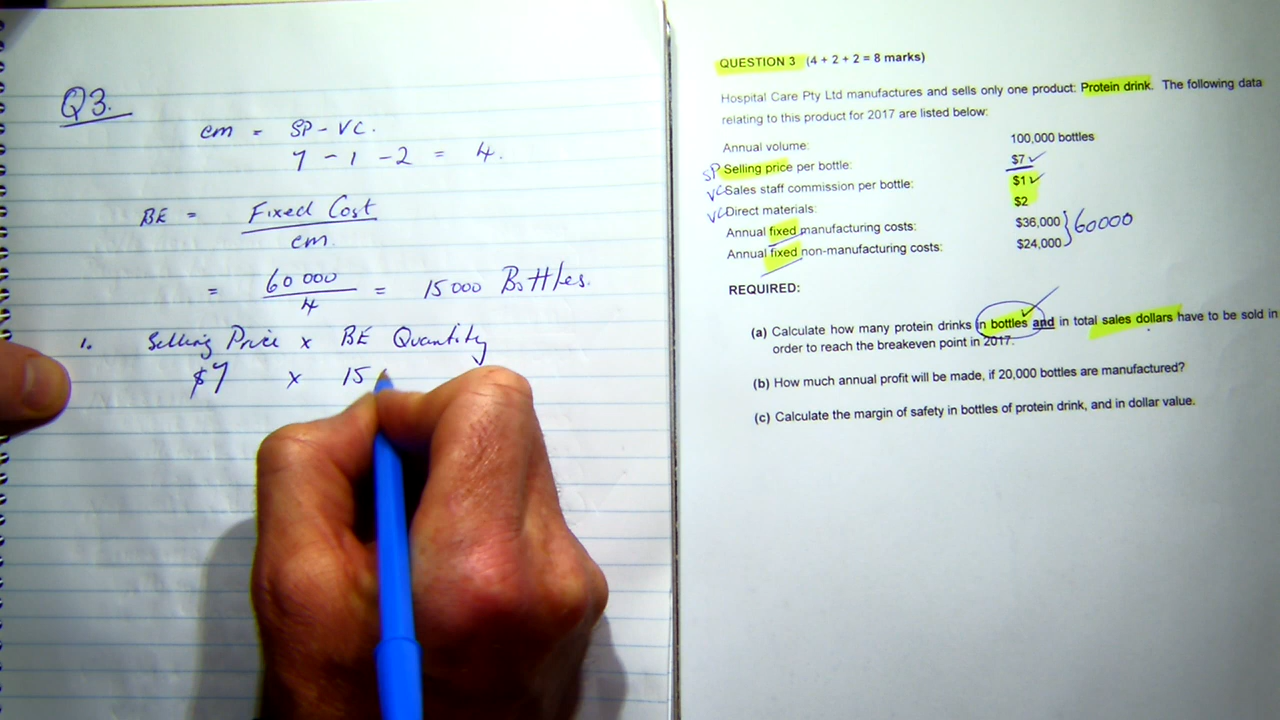 Q3.
cm = SP - VC.
7 - 1 - 2 = 4.
BE = Fixed Cost
cm.
= 60 000
4
= 15 000 Bottles.
1. Selling Price x BE Quantity
$7 x 15
QUESTION 3 (4 + 2 + 2 = 8 marks)
Hospital Care Pty Ltd manufactures and sells only one product: Protein drink. The following data
relating to this product for 2017 are listed below:
Annual volume: 100,000 bottles
SP Selling price per bottle: $7
VC Sales staff commission per bottle: $1
VC Direct materials: $2
Annual fixed manufacturing costs: $36,000
Annual fixed non-manufacturing costs: $24,000
60000
REQUIRED:
(a) Calculate how many protein drinks in bottles and in total sales dollars have to be sold in
order to reach the breakeven point in 2017.
(b) How much annual profit will be made, if 20,000 bottles are manufactured?
(c) Calculate the margin of safety in bottles of protein drink, and in dollar value.